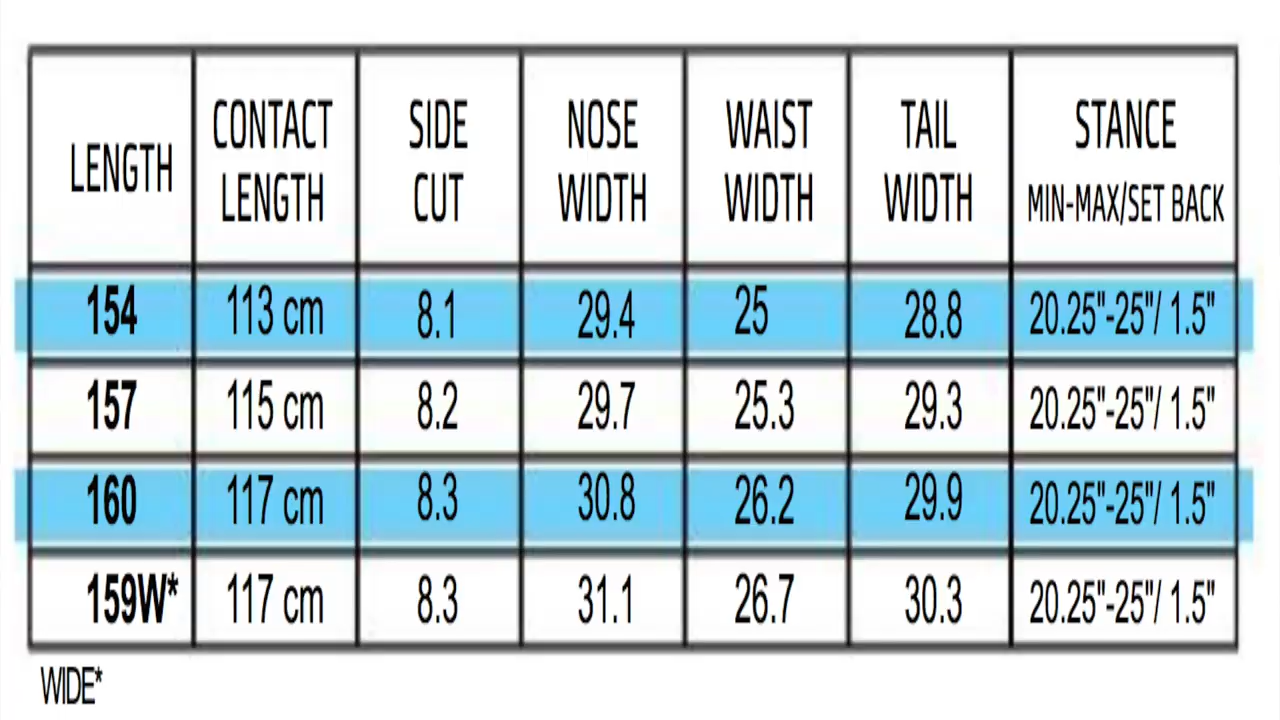 LENGTH CONTACT LENGTH SIDE CUT NOSE WIDTH WAIST WIDTH TAIL WIDTH STANCE MIN-MAX/SET BACK
154 113 cm 8.1 29.4 25 28.8 20.25"-25"/ 1.5"
157 115 cm 8.2 29.7 25.3 29.3 20.25"-25"/ 1.5"
160 117 cm 8.3 30.8 26.2 29.9 20.25"-25"/ 1.5"
159W* 117 cm 8.3 31.1 26.7 30.3 20.25"-25"/ 1.5"
WIDE*